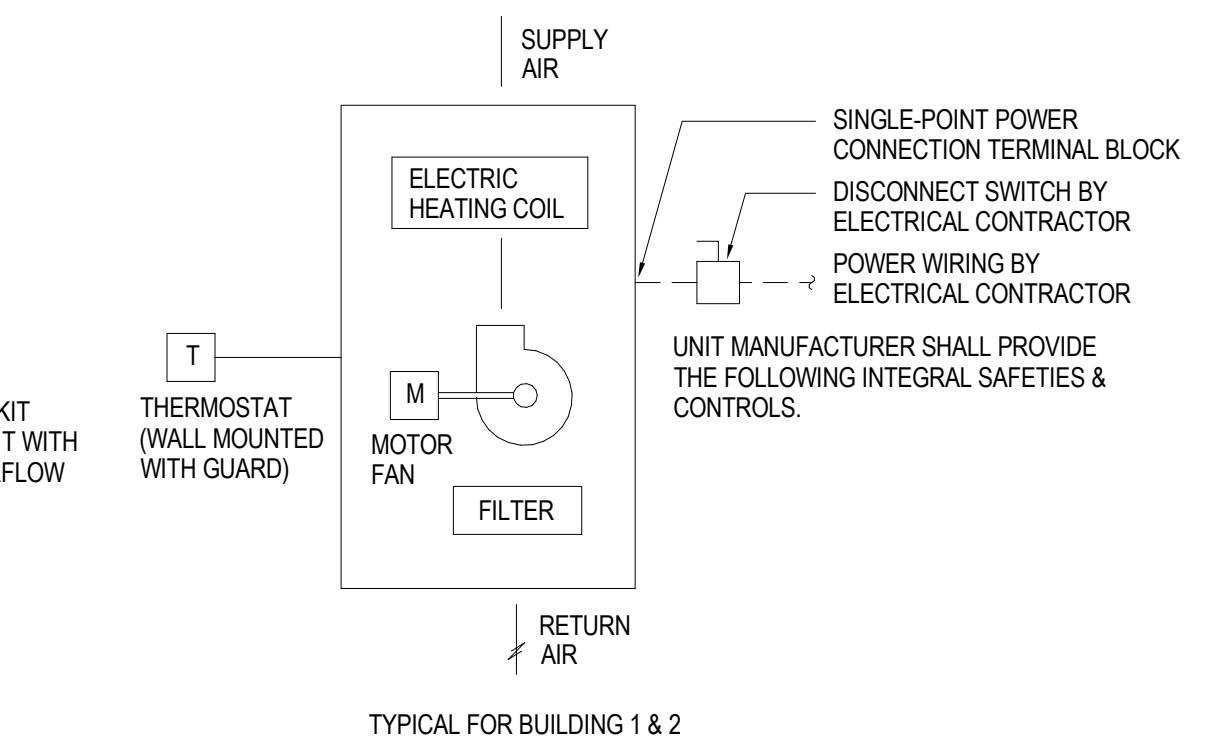 SUPPLY
AIR
SINGLE-POINT POWER
CONNECTION TERMINAL BLOCK
DISCONNECT SWITCH BY
ELECTRICAL CONTRACTOR
POWER WIRING BY
ELECTRICAL CONTRACTOR
UNIT MANUFACTURER SHALL PROVIDE
THE FOLLOWING INTEGRAL SAFETIES &
CONTROLS.
ELECTRIC
HEATING COIL
T
THERMOSTAT
(WALL MOUNTED
WITH GUARD)
KIT
T WITH
FLOW
M
MOTOR
FAN
FILTER
RETURN
AIR
TYPICAL FOR BUILDING 1 & 2